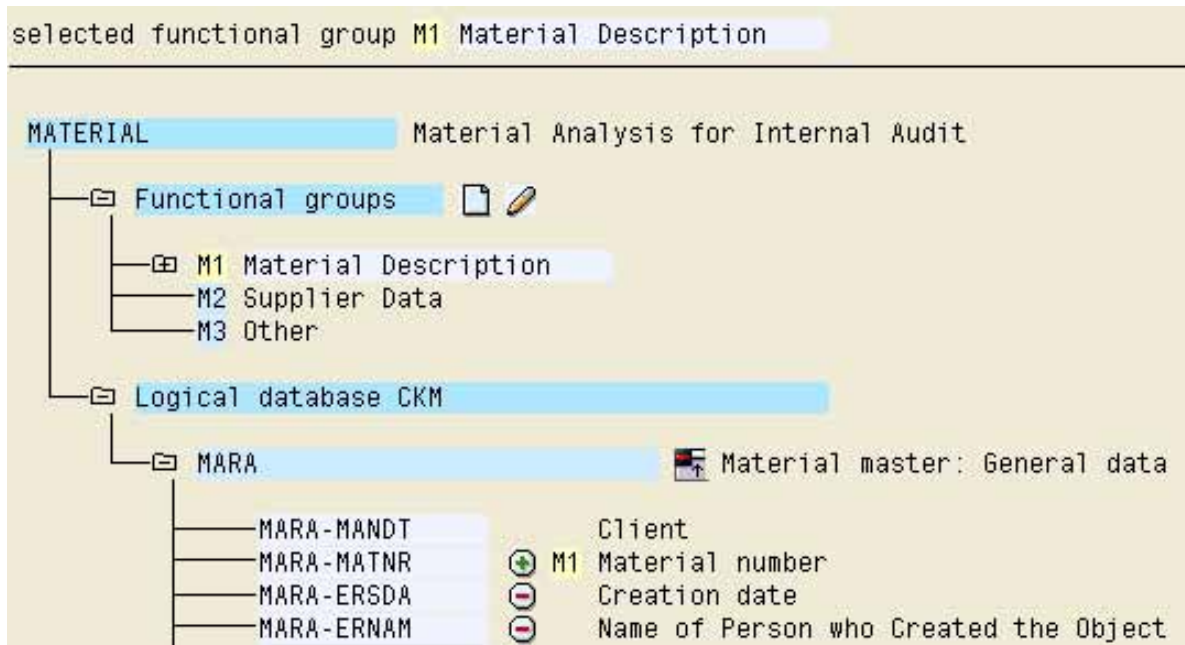 selected functional group M1 Material Description
MATERIAL Material Analysis for Internal Audit
Functional groups
M1 Material Description
M2 Supplier Data
M3 Other
Logical database CKM
MARA Material master: General data
MARA-MANDT Client
MARA-MATNR M1 Material number
MARA-ERSDA Creation date
MARA-ERNAM Name of Person who Created the Object